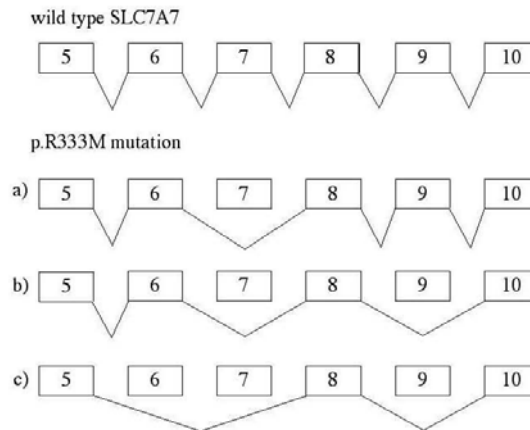 wild type SLC7A7
5 6 7 8 9 10
p.R333M mutation
a) 5 6 7 8 9 10
b) 5 6 7 8 9 10
c) 5 6 7 8 9 10